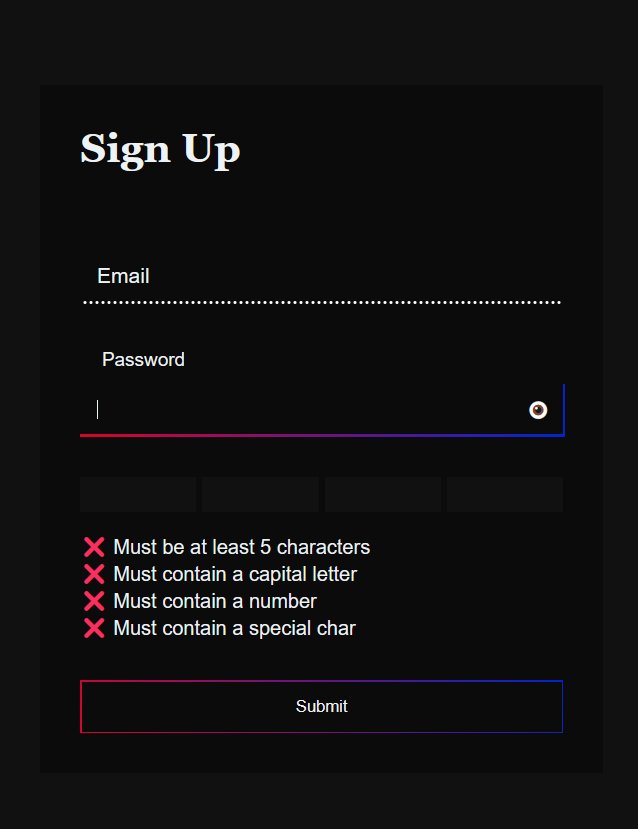 Sign Up
Email
Password
❌ Must be at least 5 characters
❌ Must contain a capital letter
❌ Must contain a number
❌ Must contain a special char
Submit